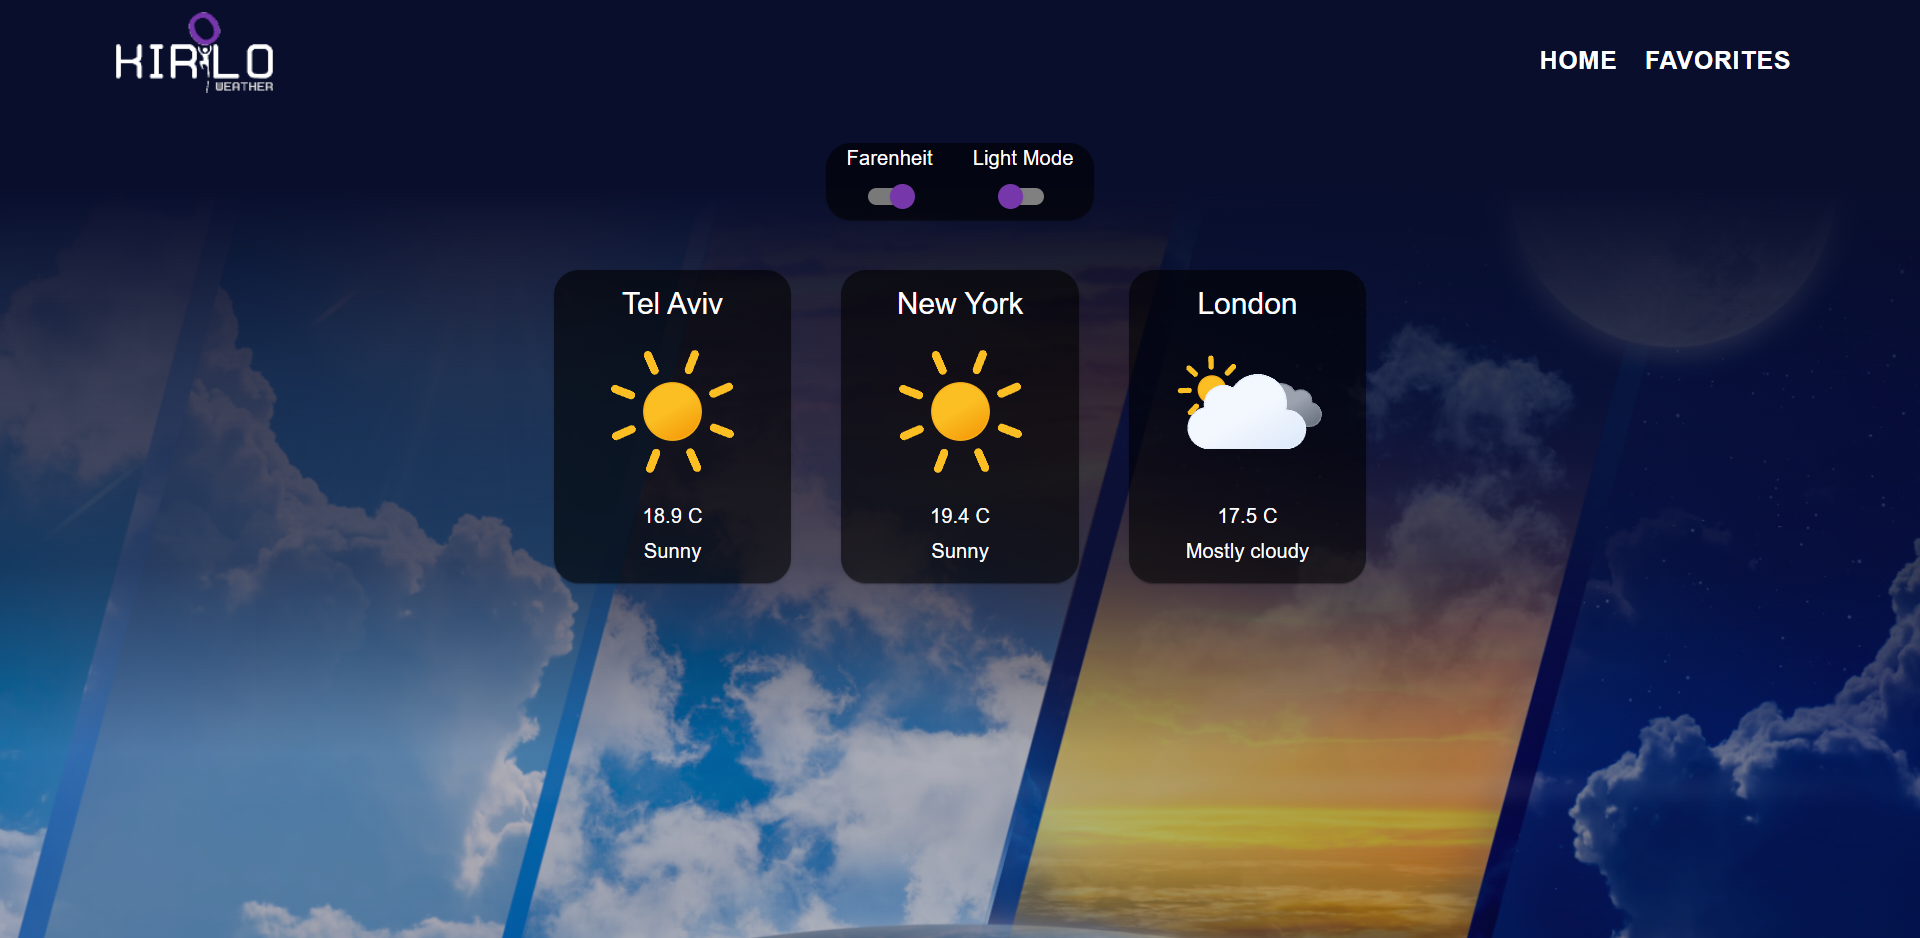 KIRILO
WEATHER
HOME FAVORITES
Farenheit Light Mode
Tel Aviv
18.9 C
Sunny
New York
19.4 C
Sunny
London
17.5 C
Mostly cloudy